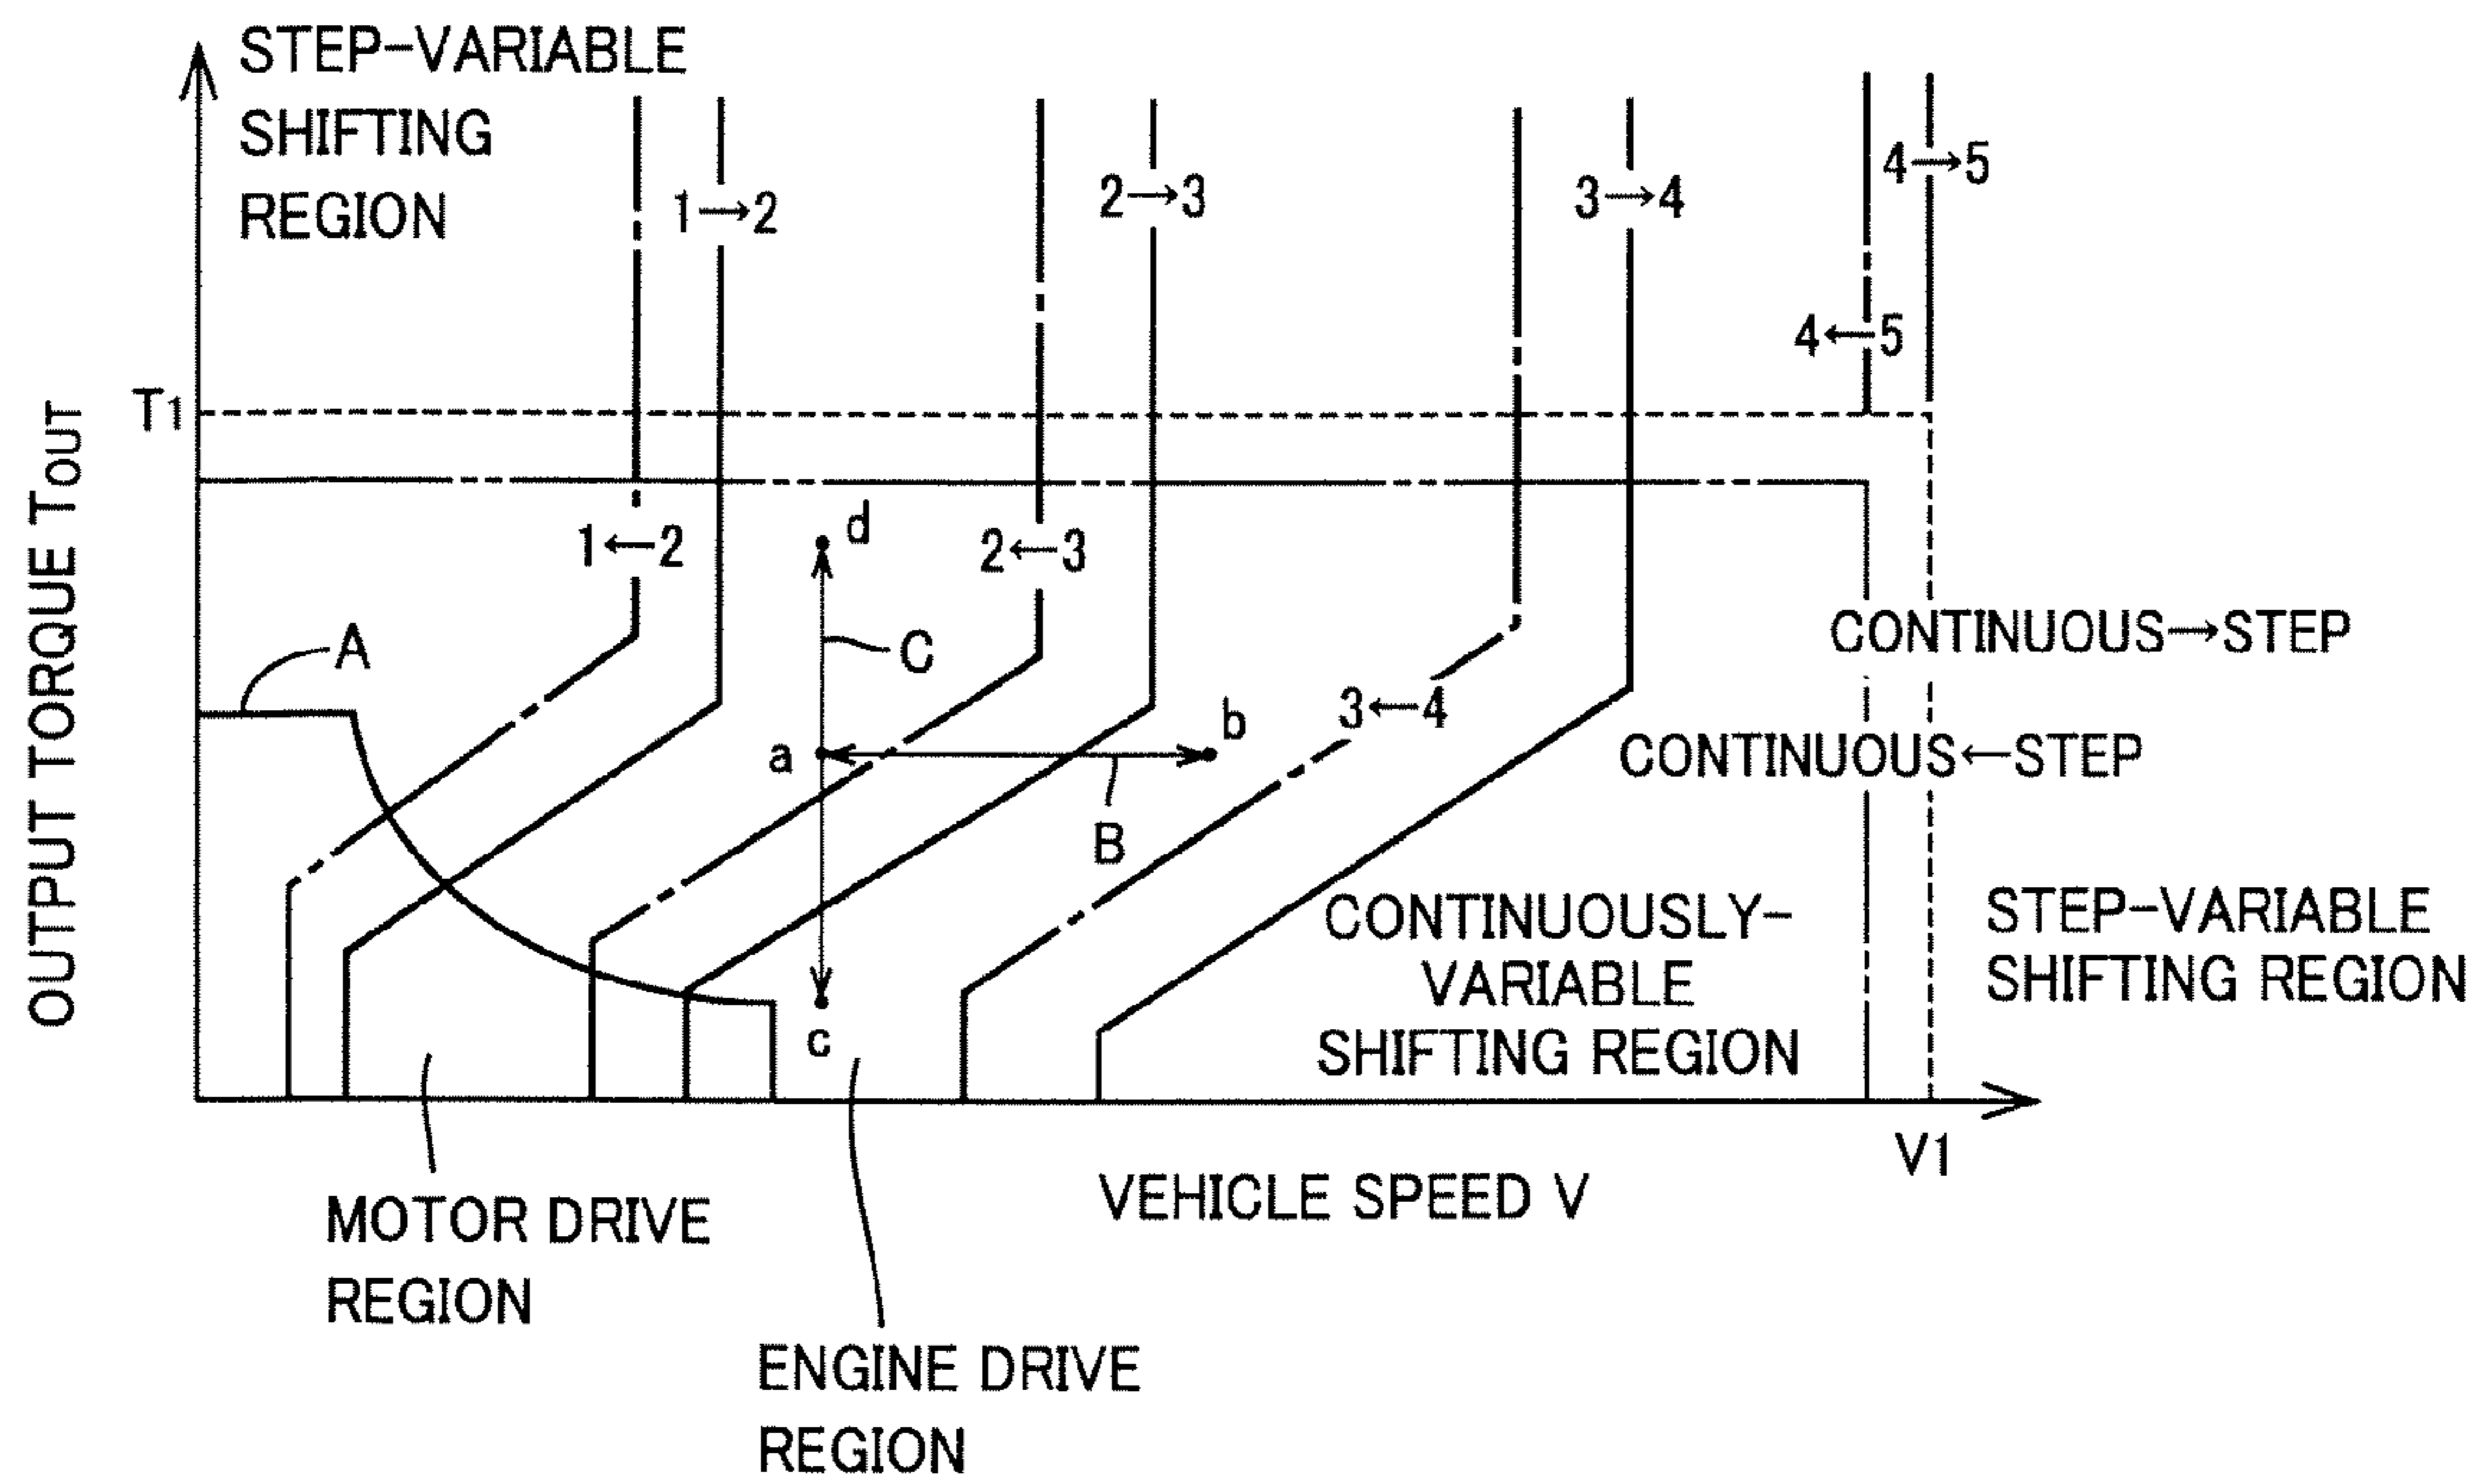 STEP-VARIABLE
SHIFTING
REGION
1→2
2→3
3→4
4→5
4←5
T1
OUTPUT TORQUE TOUT
1←2
d
2←3
A
C
CONTINUOUS→STEP
3←4
b
a
CONTINUOUS←STEP
B
CONTINUOUSLY-
VARIABLE
SHIFTING REGION
STEP-VARIABLE
SHIFTING REGION
c
V1
VEHICLE SPEED V
MOTOR DRIVE
REGION
ENGINE DRIVE
REGION